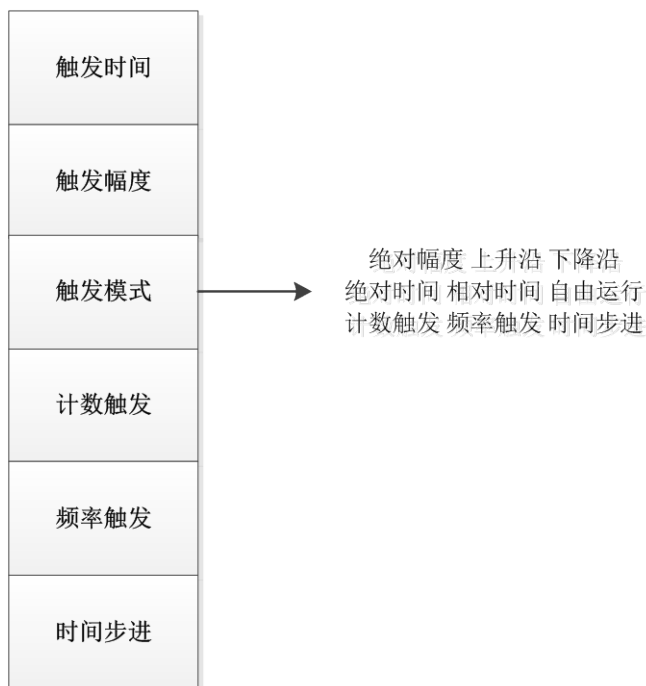 触发时间
触发幅度
触发模式
绝对幅度 上升沿 下降沿
绝对时间 相对时间 自由运行
计数触发 频率触发 时间步进
计数触发
频率触发
时间步进